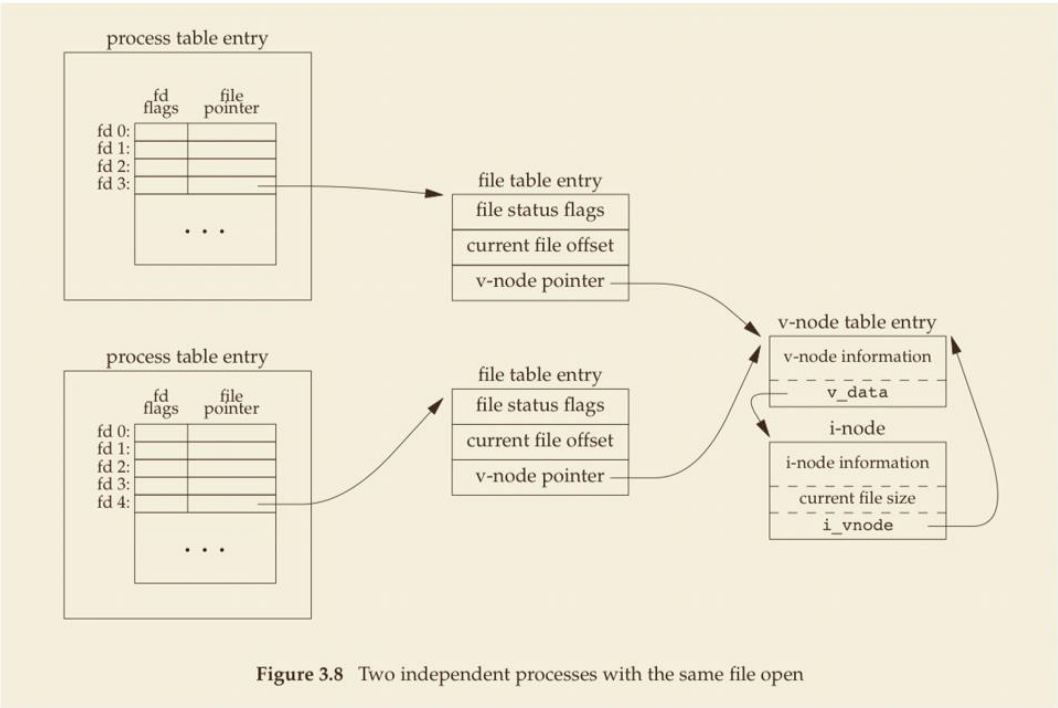 process table entry
fd flags
file pointer
fd 0:
fd 1:
fd 2:
fd 3:
. . .
file table entry
file status flags
current file offset
v-node pointer
process table entry
fd flags
file pointer
fd 0:
fd 1:
fd 2:
fd 3:
fd 4:
. . .
file table entry
file status flags
current file offset
v-node pointer
v-node table entry
v-node information
v_data
i-node
i-node information
current file size
i_vnode
Figure 3.8 Two independent processes with the same file open